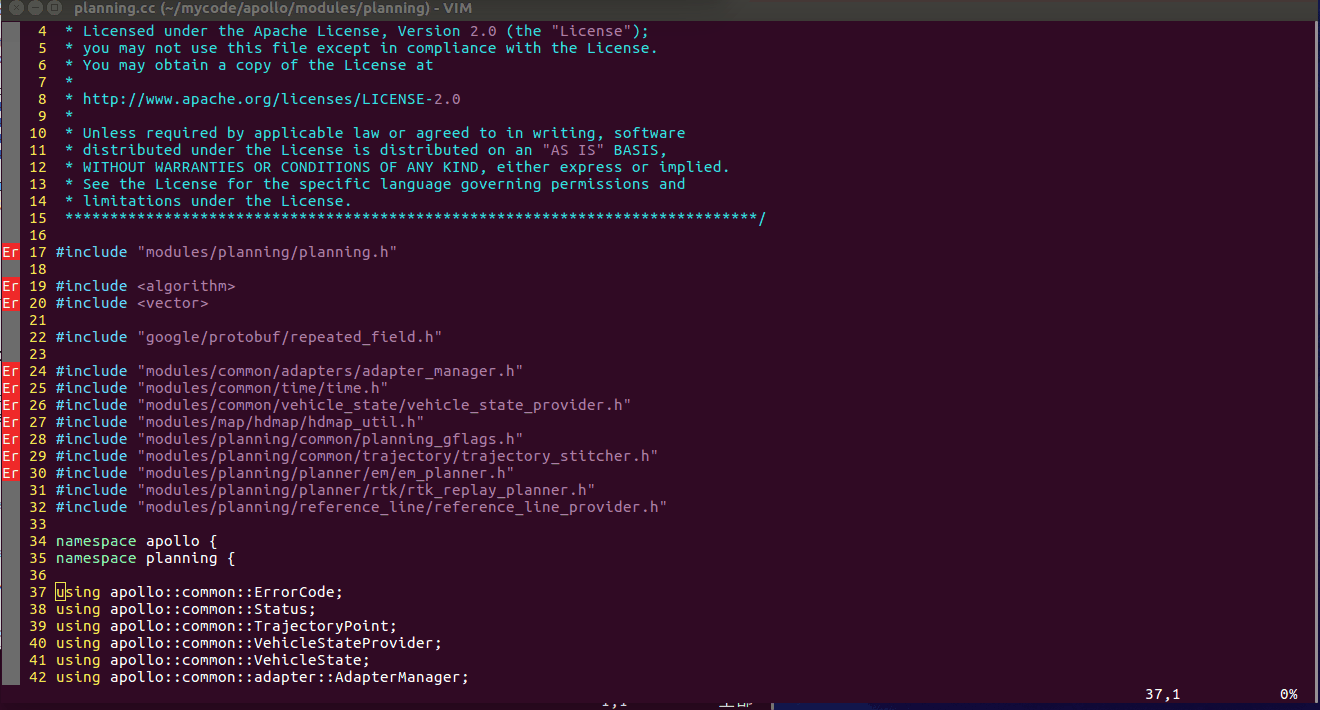 planning.cc (~/mycode/apollo/modules/planning) - VIM
4  * Licensed under the Apache License, Version 2.0 (the "License");
5  * you may not use this file except in compliance with the License.
6  * You may obtain a copy of the License at
7  *
8  * http://www.apache.org/licenses/LICENSE-2.0
9  *
10  * Unless required by applicable law or agreed to in writing, software
11  * distributed under the License is distributed on an "AS IS" BASIS,
12  * WITHOUT WARRANTIES OR CONDITIONS OF ANY KIND, either express or implied.
13  * See the License for the specific language governing permissions and
14  * limitations under the License.
15  *****************************************************************************/
16
Er 17 #include "modules/planning/planning.h"
18
Er 19 #include <algorithm>
Er 20 #include <vector>
21
22 #include "google/protobuf/repeated_field.h"
23
Er 24 #include "modules/common/adapters/adapter_manager.h"
Er 25 #include "modules/common/time/time.h"
Er 26 #include "modules/common/vehicle_state/vehicle_state_provider.h"
Er 27 #include "modules/map/hdmap/hdmap_util.h"
Er 28 #include "modules/planning/common/planning_gflags.h"
Er 29 #include "modules/planning/common/trajectory/trajectory_stitcher.h"
Er 30 #include "modules/planning/planner/em/em_planner.h"
31 #include "modules/planning/planner/rtk/rtk_replay_planner.h"
32 #include "modules/planning/reference_line/reference_line_provider.h"
33
34 namespace apollo {
35 namespace planning {
36
37 using apollo::common::ErrorCode;
38 using apollo::common::Status;
39 using apollo::common::TrajectoryPoint;
40 using apollo::common::VehicleStateProvider;
41 using apollo::common::VehicleState;
42 using apollo::common::adapter::AdapterManager;
37,1 0%